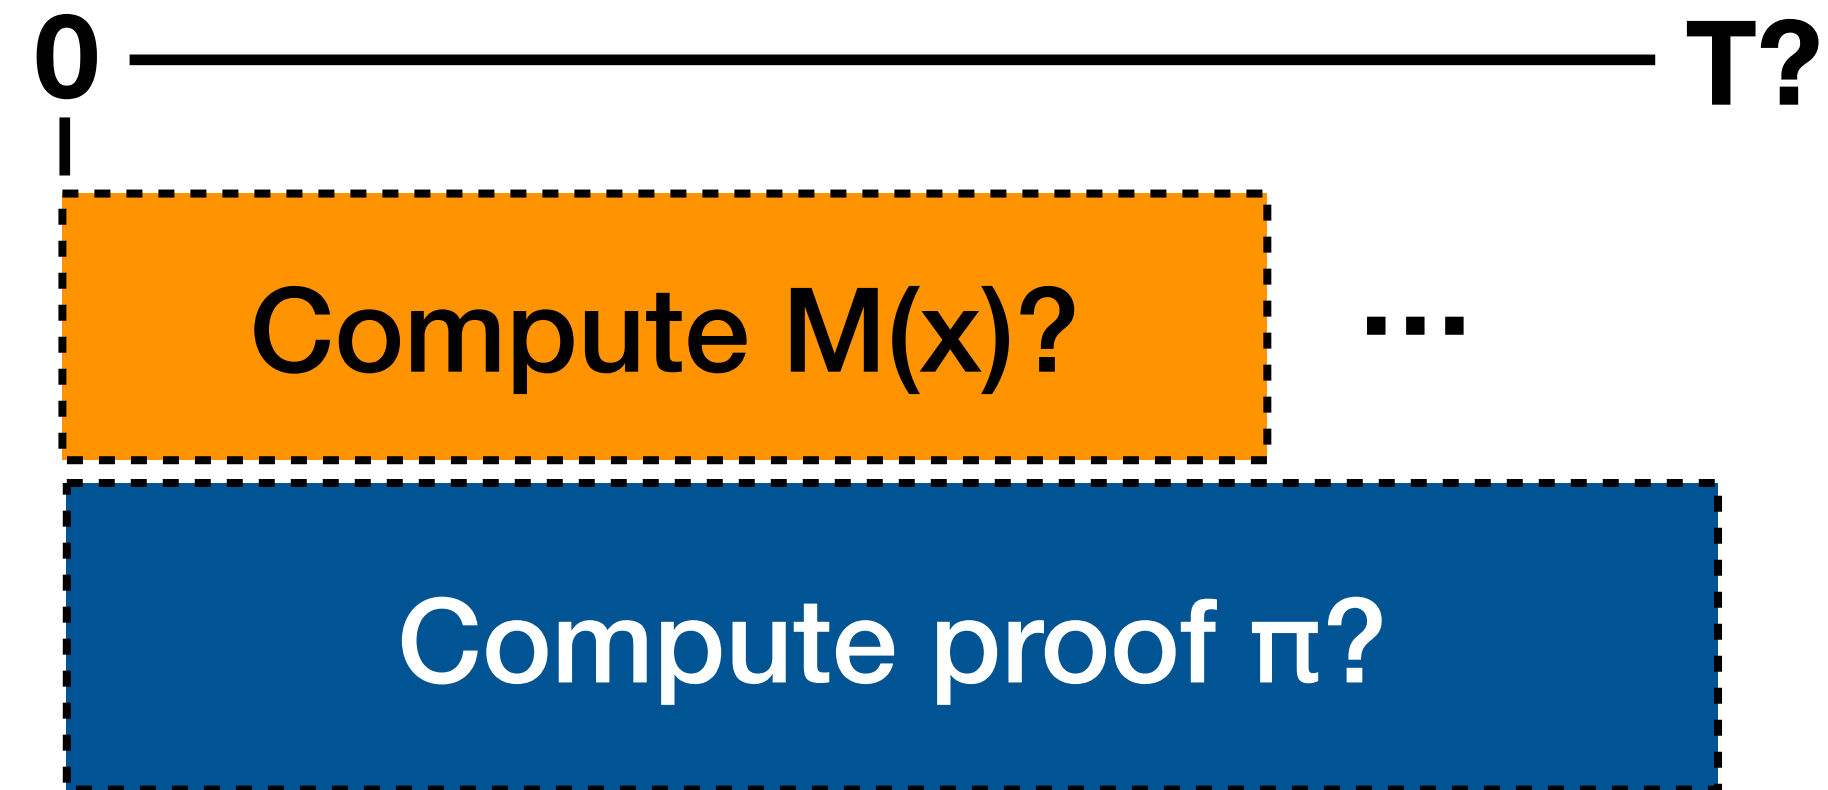 0 T?
Compute M(x)?
...
Compute proof π?